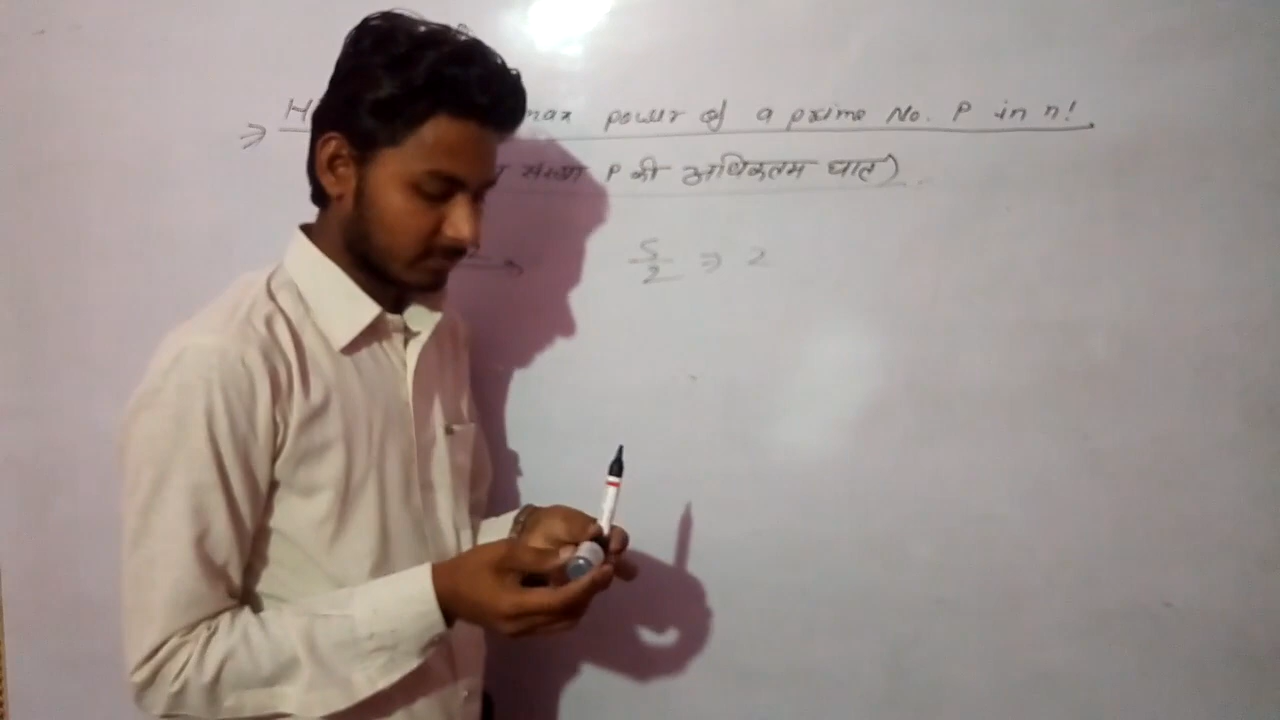 ⇒ max power of a prime No. P in n!
संख्या P की अधिकतम घात)
5/2 ⇒ 2